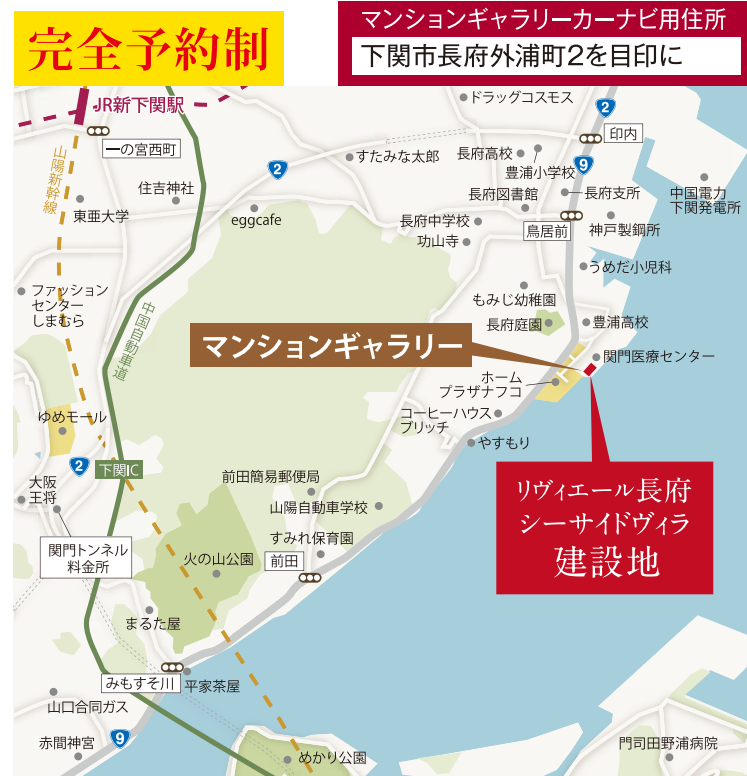 完全予約制
マンションギャラリーカーナビ用住所
下関市長府外浦町2を目印に
JR新下関駅
一の宮西町
山陽新幹線
東亜大学
住吉神社
2
eggcafe
すたみな太郎
ドラッグコスモス
2
印内
9
長府高校
豊浦小学校
長府図書館
長府支所
中国電力
下関発電所
長府中学校
功山寺
鳥居前
神戸製鋼所
うめだ小児科
ファッション
センター
しまむら
中国自動車道
もみじ幼稚園
長府庭園
豊浦高校
マンションギャラリー
関門医療センター
ホーム
プラザナフコ
コーヒーハウス
ブリッヂ
やすもり
ゆめモール
2
下関IC
大阪
王将
前田簡易郵便局
山陽自動車学校
すみれ保育園
前田
リヴィエール長府
シーサイドヴィラ
建設地
関門トンネル
料金所
火の山公園
まるた屋
みもすそ川
平家茶屋
山口合同ガス
赤間神宮
9
めかり公園
門司田野浦病院